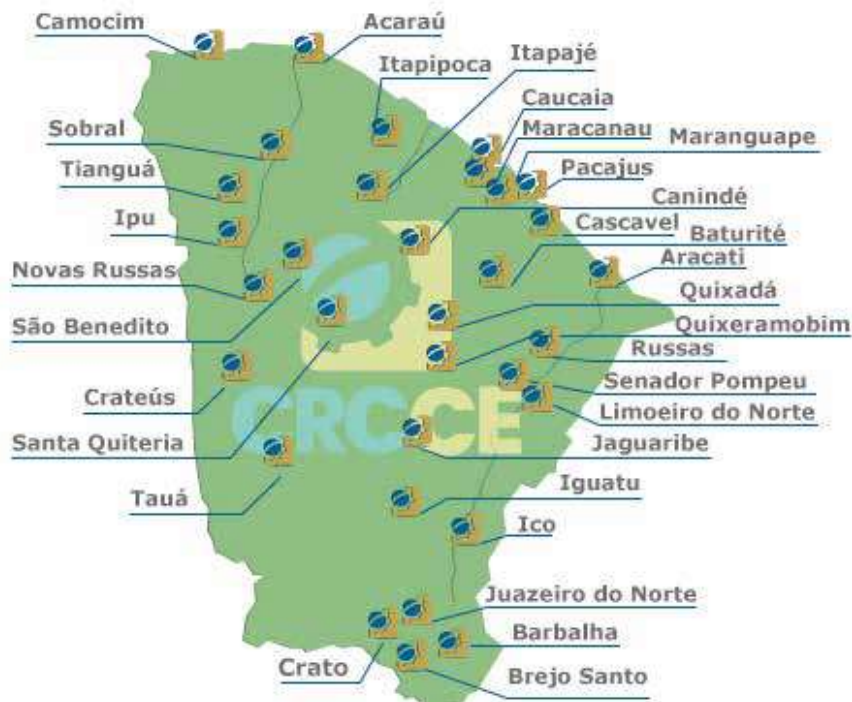 Camocim
Acaraú
Itapajé
Itapipoca
Caucaia
Sobral
Maracanau
Maranguape
Tianguá
Pacajus
Canindé
Ipu
Cascavel
Baturité
Aracati
Novas Russas
Quixadá
São Benedito
Quixeramobim
Russas
Senador Pompeu
Crateús
Limoeiro do Norte
CRCCE
Santa Quiteria
Jaguaribe
Tauá
Iguatu
Ico
Juazeiro do Norte
Barbalha
Crato
Brejo Santo